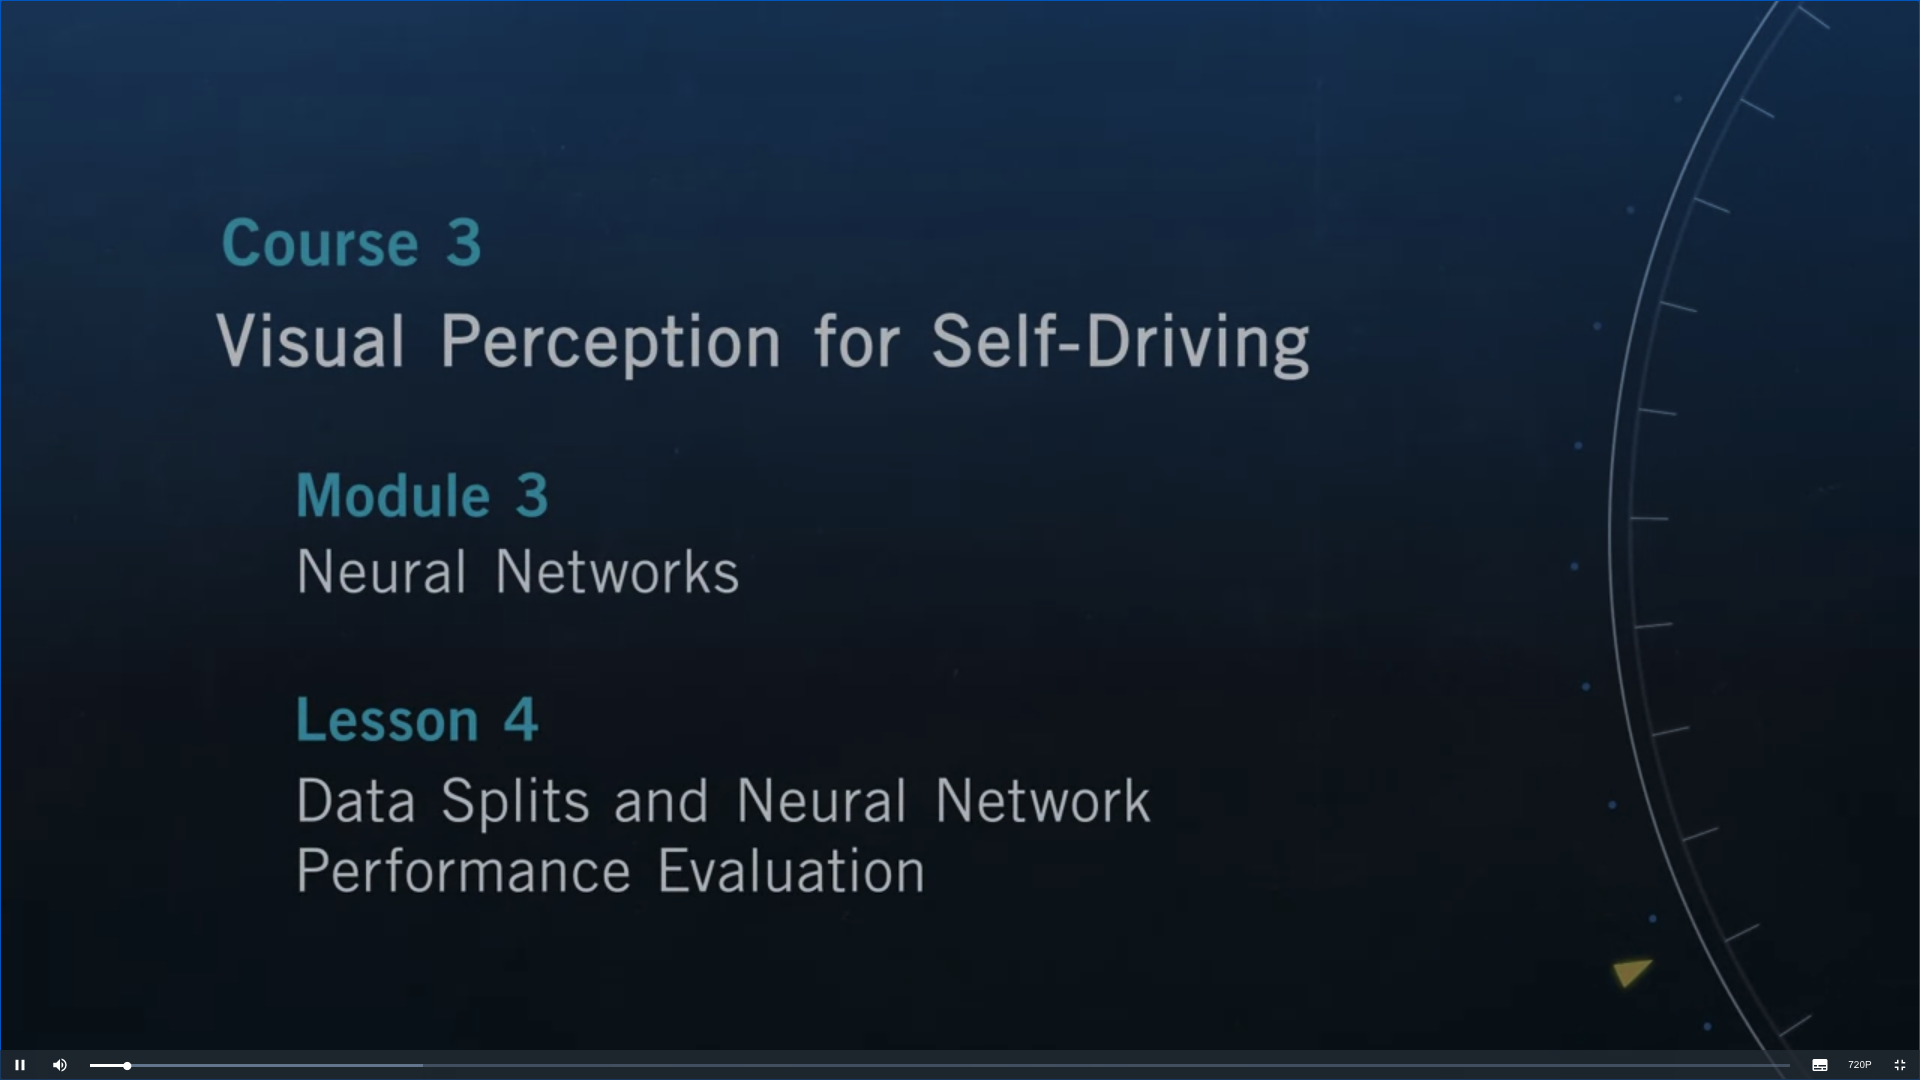 Course 3
Visual Perception for Self-Driving
Module 3
Neural Networks
Lesson 4
Data Splits and Neural Network
Performance Evaluation
720P